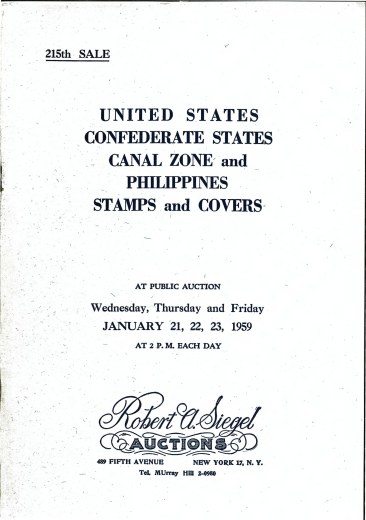 215th SALE
UNITED STATES
CONFEDERATE STATES
CANAL ZONE and
PHILIPPINES
STAMPS and COVERS
AT PUBLIC AUCTION
Wednesday, Thursday and Friday
JANUARY 21, 22, 23, 1959
AT 2 P. M. EACH DAY
Robert A. Siegel
AUCTIONS
489 FIFTH AVENUE NEW YORK 17, N. Y.
Tel. MUrray Hill 2-0980